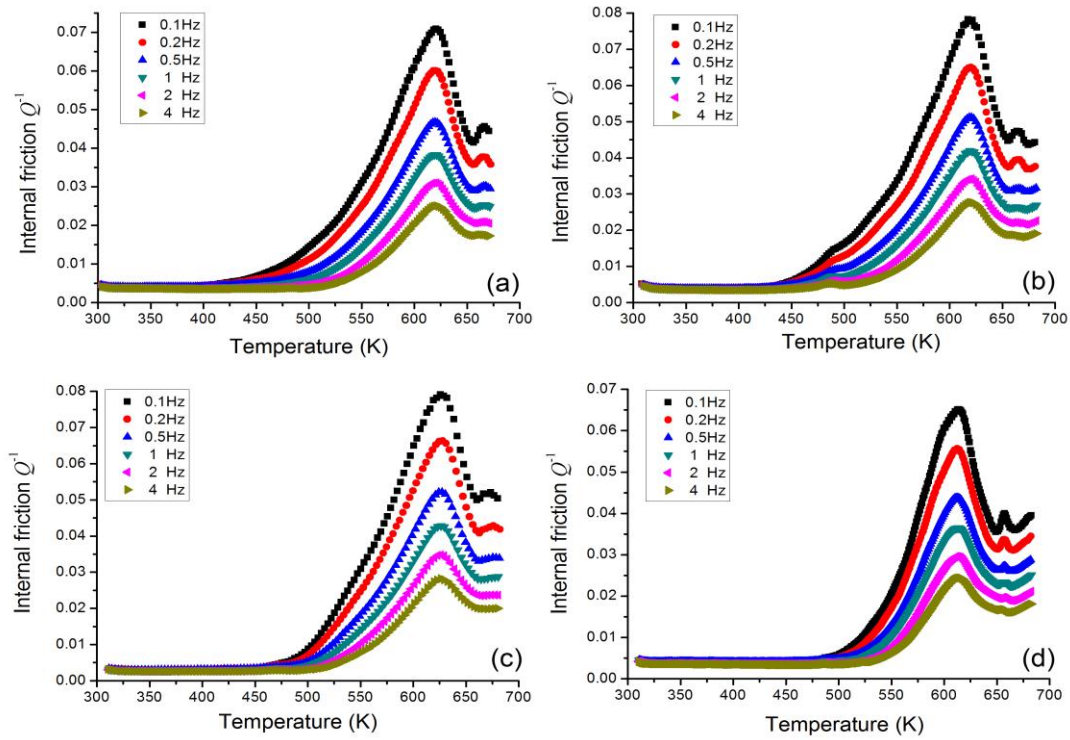 0.1Hz
0.2Hz
0.5Hz
1 Hz
2 Hz
4 Hz
0.07
0.06
0.05
0.04
0.03
0.02
0.01
0.00
Internal friction Q⁻¹
300 350 400 450 500 550 600 650 700
Temperature (K)
(a)
0.1Hz
0.2Hz
0.5Hz
1 Hz
2 Hz
4 Hz
0.08
0.07
0.06
0.05
0.04
0.03
0.02
0.01
0.00
Internal friction Q⁻¹
300 350 400 450 500 550 600 650 700
Temperature (K)
(b)
0.1Hz
0.2Hz
0.5Hz
1 Hz
2 Hz
4 Hz
0.08
0.07
0.06
0.05
0.04
0.03
0.02
0.01
0.00
Internal friction Q⁻¹
300 350 400 450 500 550 600 650 700
Temperature (K)
(c)
0.1Hz
0.2Hz
0.5Hz
1 Hz
2 Hz
4 Hz
0.07
0.06
0.05
0.04
0.03
0.02
0.01
0.00
Internal friction Q⁻¹
300 350 400 450 500 550 600 650 700
Temperature (K)
(d)